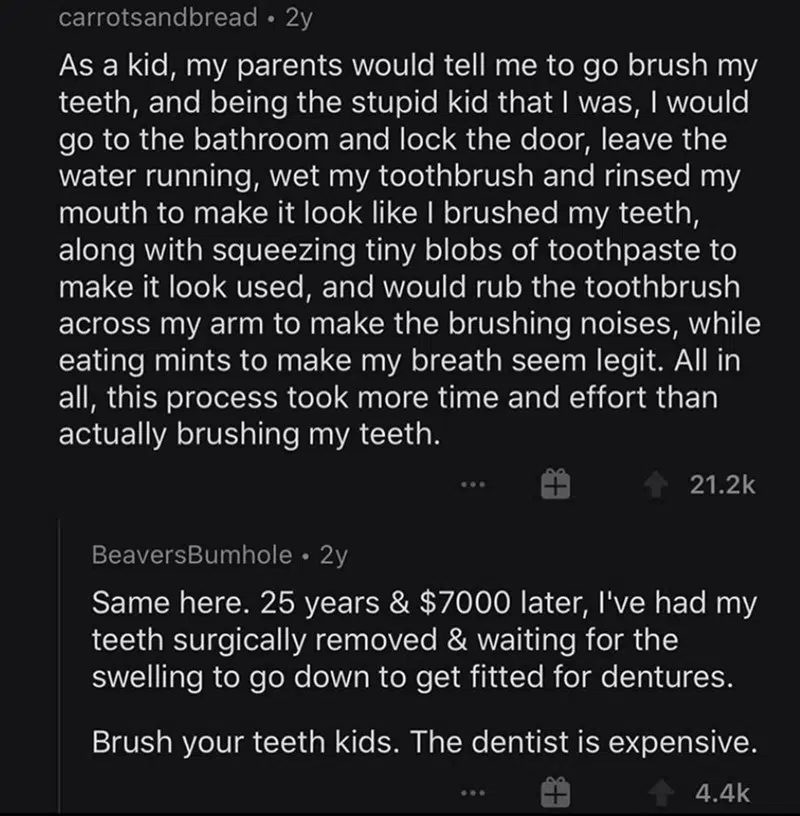 carrotsandbread • 2y
As a kid, my parents would tell me to go brush my
teeth, and being the stupid kid that I was, I would
go to the bathroom and lock the door, leave the
water running, wet my toothbrush and rinsed my
mouth to make it look like I brushed my teeth,
along with squeezing tiny blobs of toothpaste to
make it look used, and would rub the toothbrush
across my arm to make the brushing noises, while
eating mints to make my breath seem legit. All in
all, this process took more time and effort than
actually brushing my teeth.
... 21.2k
BeaversBumhole • 2y
Same here. 25 years & $7000 later, I've had my
teeth surgically removed & waiting for the
swelling to go down to get fitted for dentures.
Brush your teeth kids. The dentist is expensive.
... 4.4k